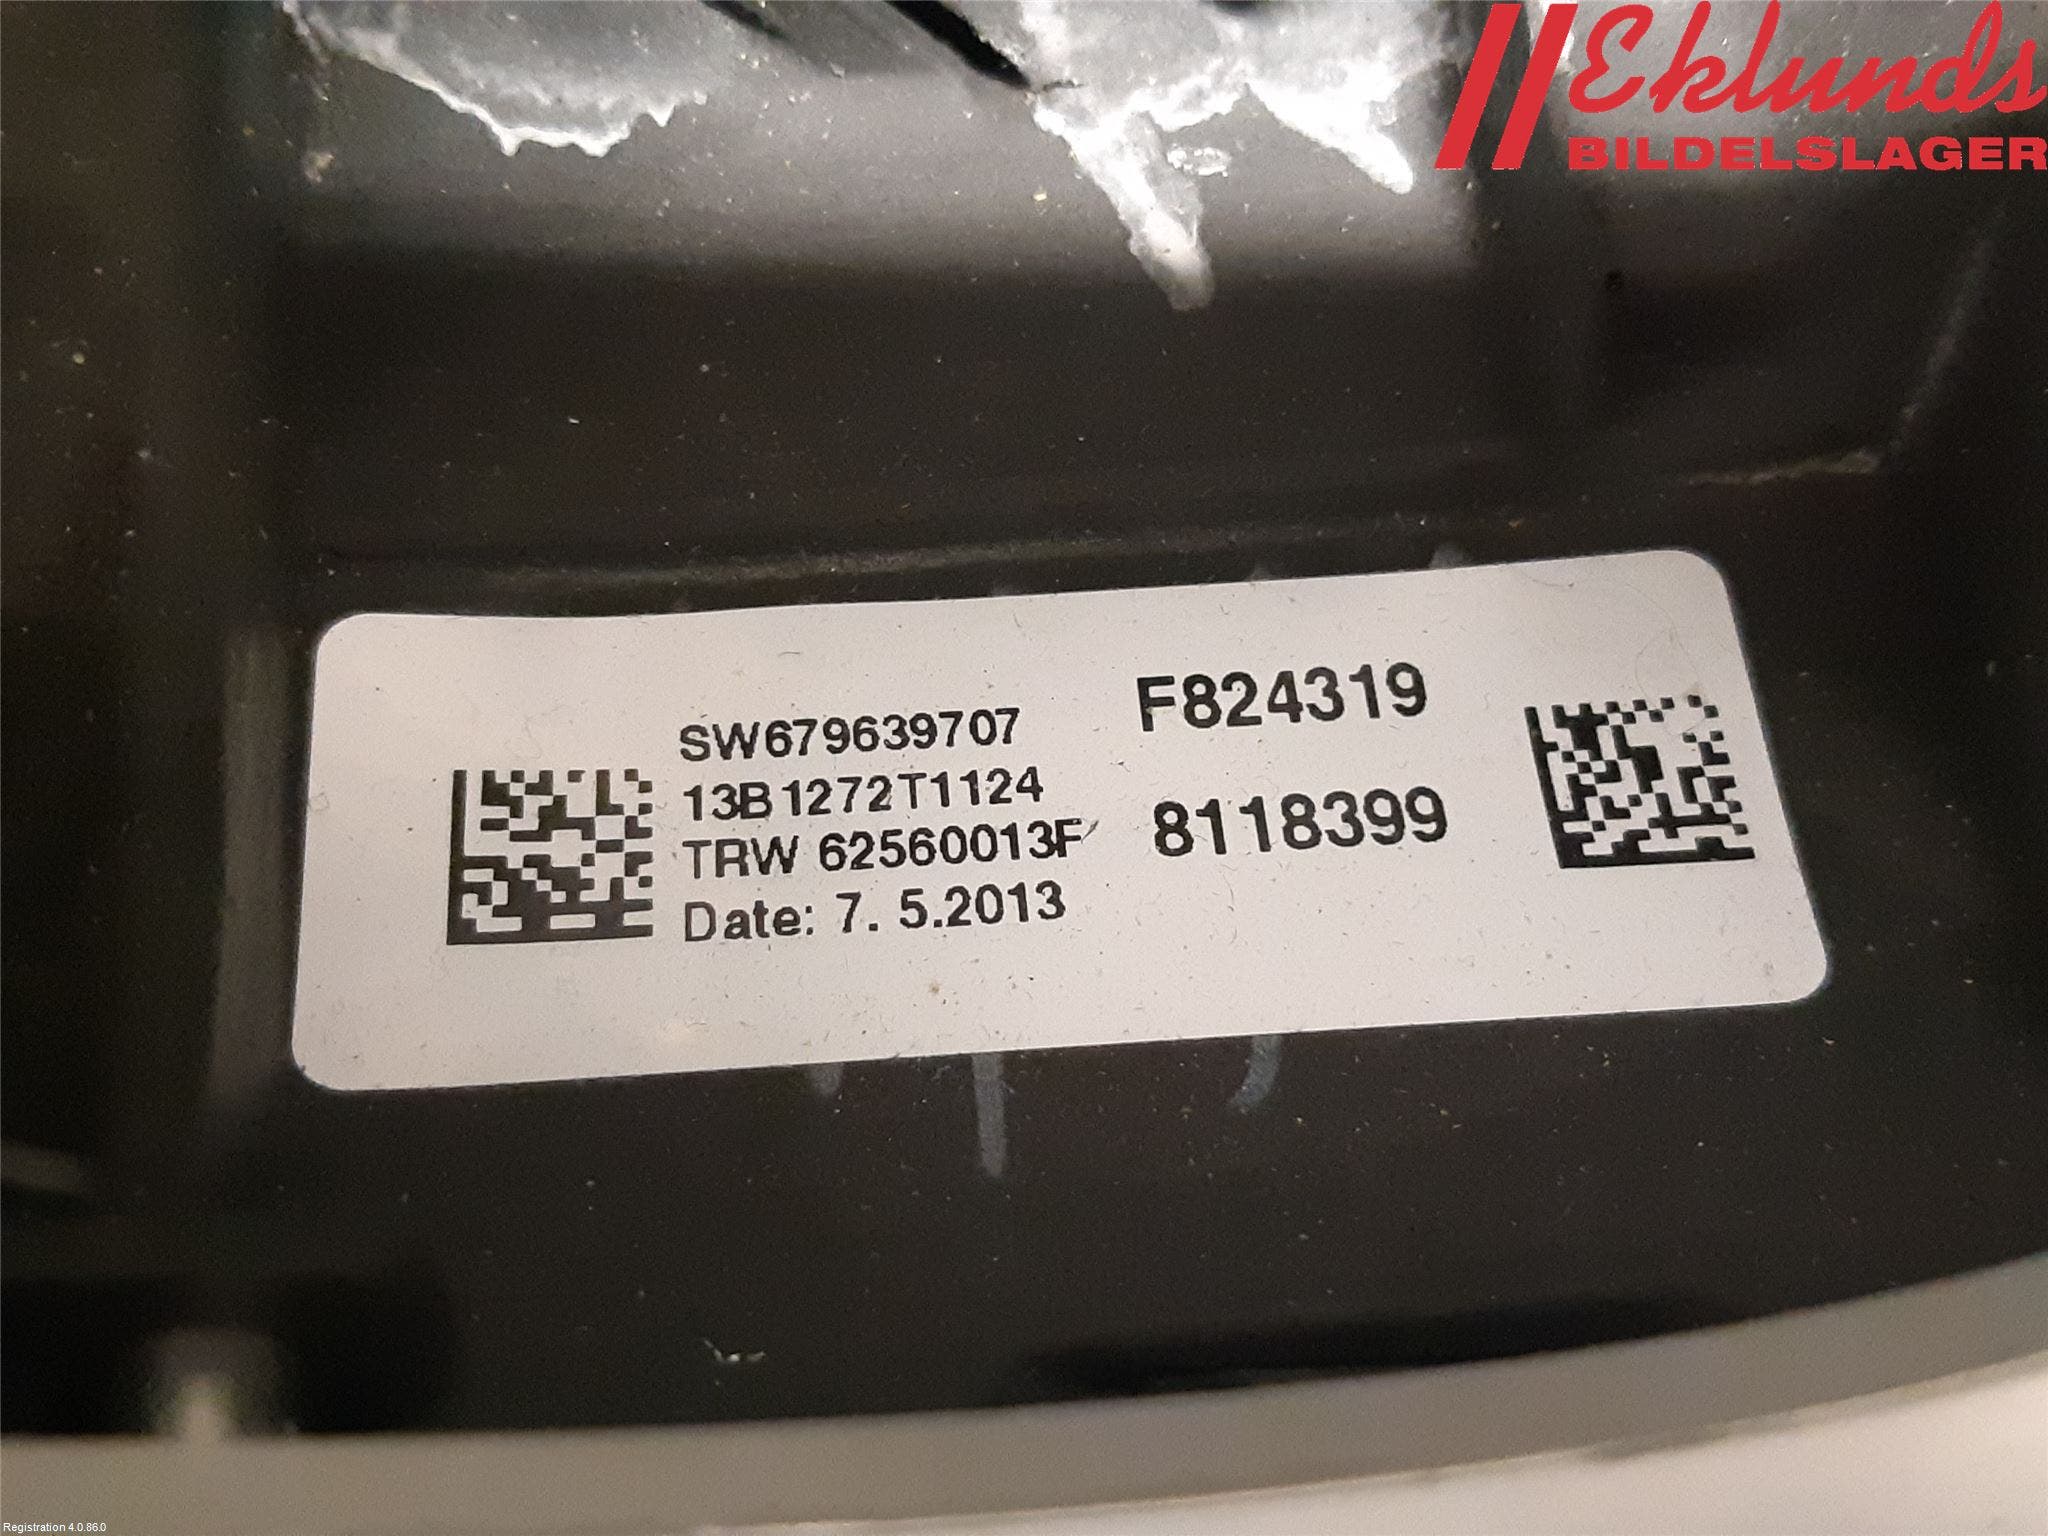 Eklunds
BILDELSLAGER
SW679639707
13B1272T1124
TRW 62560013F
Date: 7. 5.2013
F824319
8118399
Registration 4.0.86.0